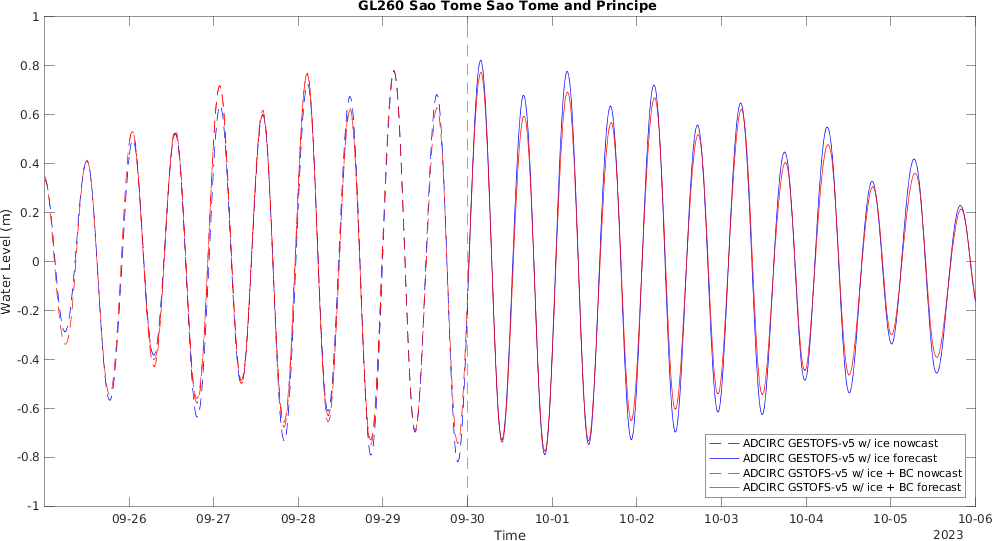 GL260 Sao Tome Sao Tome and Principe
1
0.8
0.6
0.4
0.2
0
-0.2
-0.4
-0.6
-0.8
-1
Water Level (m)
09-26 09-27 09-28 09-29 09-30 10-01 10-02 10-03 10-04 10-05 10-06
Time
2023
ADCIRC GESTOFS-v5 w/ ice nowcast
ADCIRC GESTOFS-v5 w/ ice forecast
ADCIRC GSTOFS-v5 w/ ice + BC nowcast
ADCIRC GSTOFS-v5 w/ ice + BC forecast